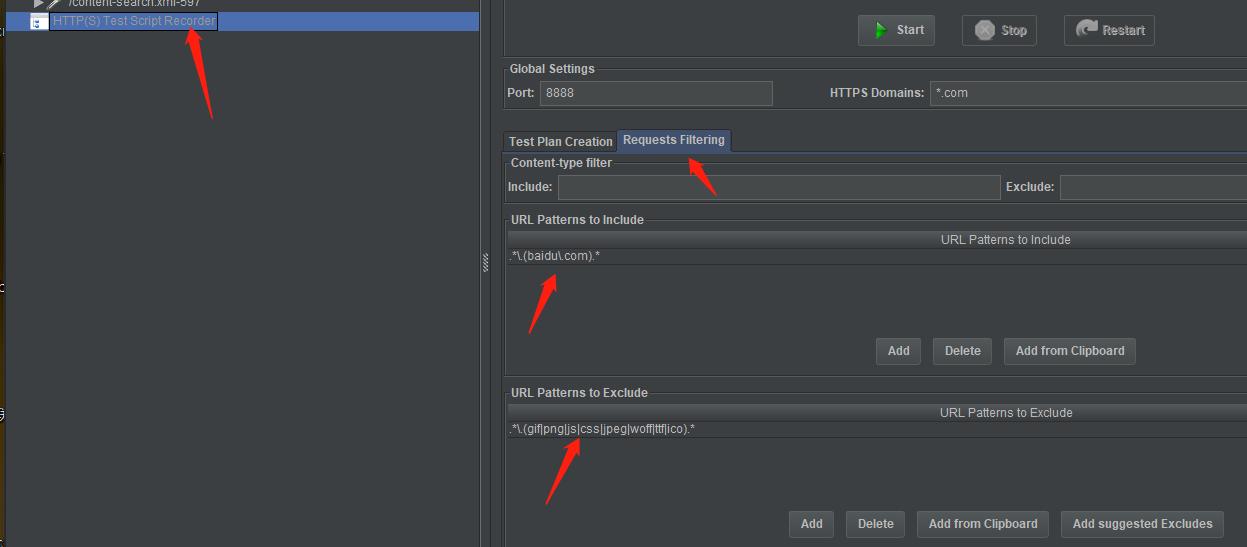 /content-search.xml-597
HTTP(S) Test Script Recorder
Start
Stop
Restart
Global Settings
Port: 8888
HTTPS Domains: *.com
Test Plan Creation
Requests Filtering
Content-type filter
Include:
Exclude:
URL Patterns to Include
URL Patterns to Include
.*\.(baidu\.com).*
Add
Delete
Add from Clipboard
URL Patterns to Exclude
URL Patterns to Exclude
.*\.(gif|png|js|css|jpeg|woff|ttf|ico).*
Add
Delete
Add from Clipboard
Add suggested Excludes